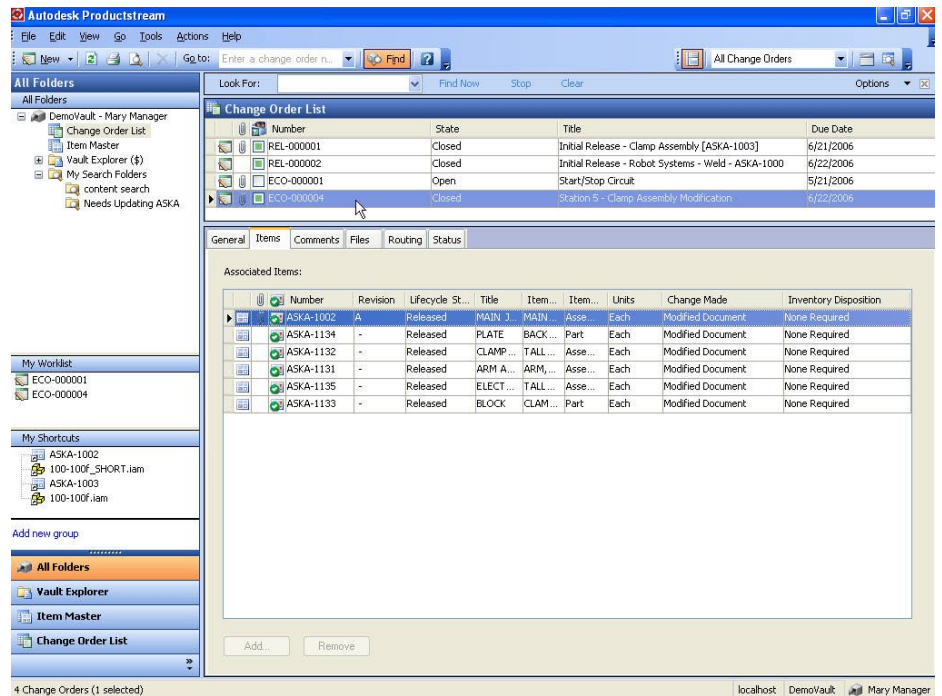 Autodesk Productstream
File Edit View Go Tools Actions Help
New Go to: Enter a change order n... Find All Change Orders
All Folders
All Folders
DemoVault - Mary Manager
Change Order List
Item Master
Vault Explorer ($)
My Search Folders
content search
Needs Updating ASKA
My Worklist
ECO-000001
ECO-000004
My Shortcuts
ASKA-1002
100-100f_SHORT.iam
ASKA-1003
100-100f.iam
Add new group
All Folders
Vault Explorer
Item Master
Change Order List
Look For: Find Now Stop Clear Options
Change Order List
Number State Title Due Date
REL-000001 Closed Initial Release - Clamp Assembly [ASKA-1003] 6/21/2006
REL-000002 Closed Initial Release - Robot Systems - Weld - ASKA-1000 6/22/2006
ECO-000001 Open Start/Stop Circuit 5/21/2006
ECO-000004 Closed Station 5 - Clamp Assembly Modification 6/22/2006
General Items Comments Files Routing Status
Associated Items:
Number Revision Lifecycle St... Title Item... Item... Units Change Made Inventory Disposition
ASKA-1002 A Released MAIN J... MAIN... Asse... Each Modified Document None Required
ASKA-1134 - Released PLATE BACK... Part Each Modified Document None Required
ASKA-1132 - Released CLAMP... TALL... Asse... Each Modified Document None Required
ASKA-1131 - Released ARM A... ARM,... Asse... Each Modified Document None Required
ASKA-1135 - Released ELECT... TALL... Asse... Each Modified Document None Required
ASKA-1133 - Released BLOCK CLAM... Part Each Modified Document None Required
Add... Remove
4 Change Orders (1 selected) localhost DemoVault Mary Manager